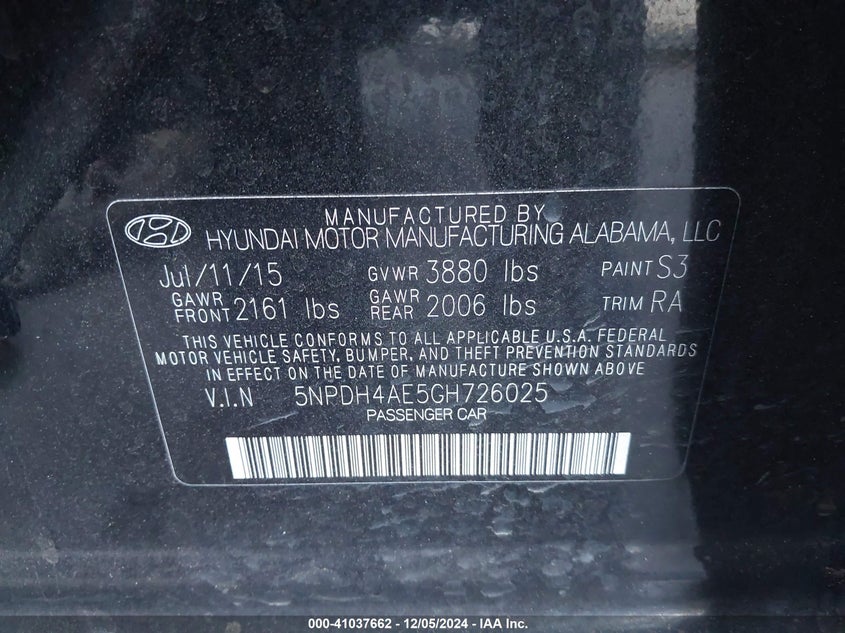 MANUFACTURED BY
HYUNDAI MOTOR MANUFACTURING ALABAMA, LLC
Jul/11/15 GVWR 3880 lbs PAINT S3
GAWR FRONT 2161 lbs GAWR REAR 2006 lbs TRIM RA
THIS VEHICLE CONFORMS TO ALL APPLICABLE U.S.A. FEDERAL
MOTOR VEHICLE SAFETY, BUMPER, AND THEFT PREVENTION STANDARDS
IN EFFECT ON THE DATE OF MANUFACTURE SHOWN ABOVE
V.I.N 5NPDH4AE5GH726025
PASSENGER CAR
000-41037662 - 12/05/2024 - IAA Inc.